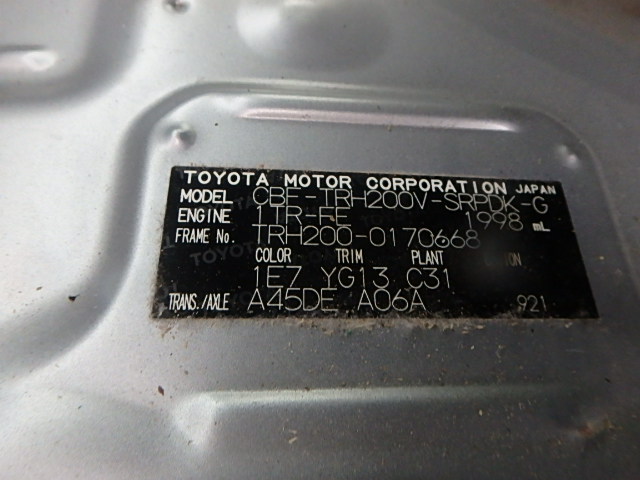 TOYOTA MOTOR CORPORATION JAPAN
MODEL CBF-TRH200V-SRPDK-G
ENGINE 1TR-FE 1998 mL
FRAME No. TRH200-0170668
COLOR TRIM PLANT
1E7 YG13 C31
TRANS./AXLE A45DE A06A 921